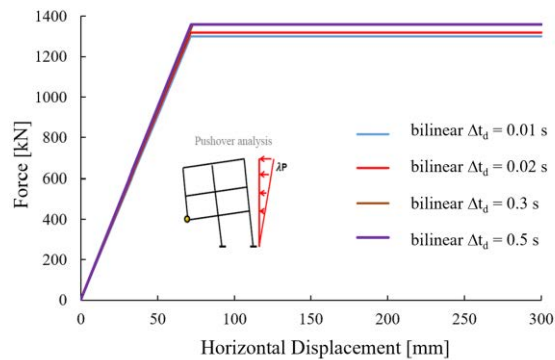 1400
1200
1000
800
600
400
200
0
Force [kN]
0
50
100
150
200
250
300
Horizontal Displacement [mm]
Pushover analysis
λP
bilinear Δt_d = 0.01 s
bilinear Δt_d = 0.02 s
bilinear Δt_d = 0.3 s
bilinear Δt_d = 0.5 s